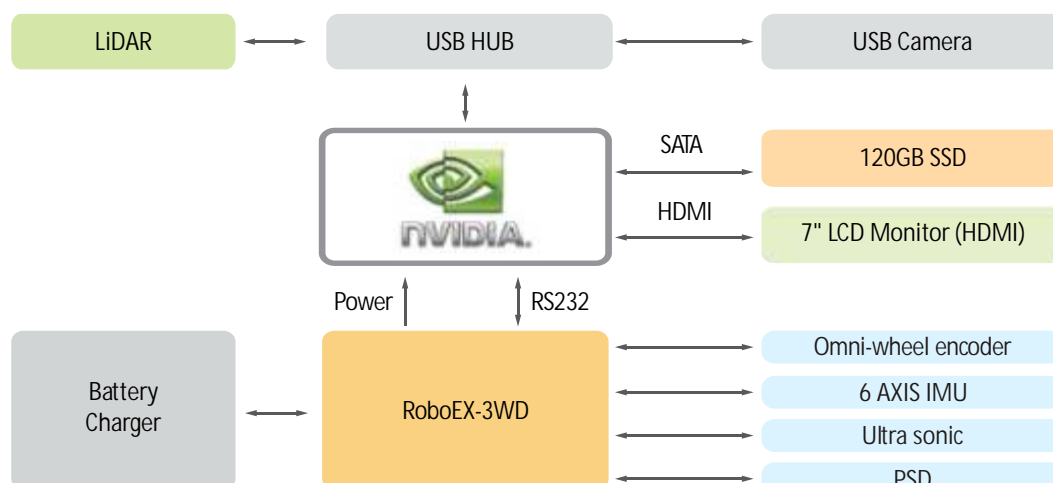 LiDAR
USB HUB
USB Camera
SATA
120GB SSD
nVIDIA.
HDMI
7" LCD Monitor (HDMI)
Power
RS232
Omni-wheel encoder
Battery
Charger
RoboEX-3WD
6 AXIS IMU
Ultra sonic
PSD